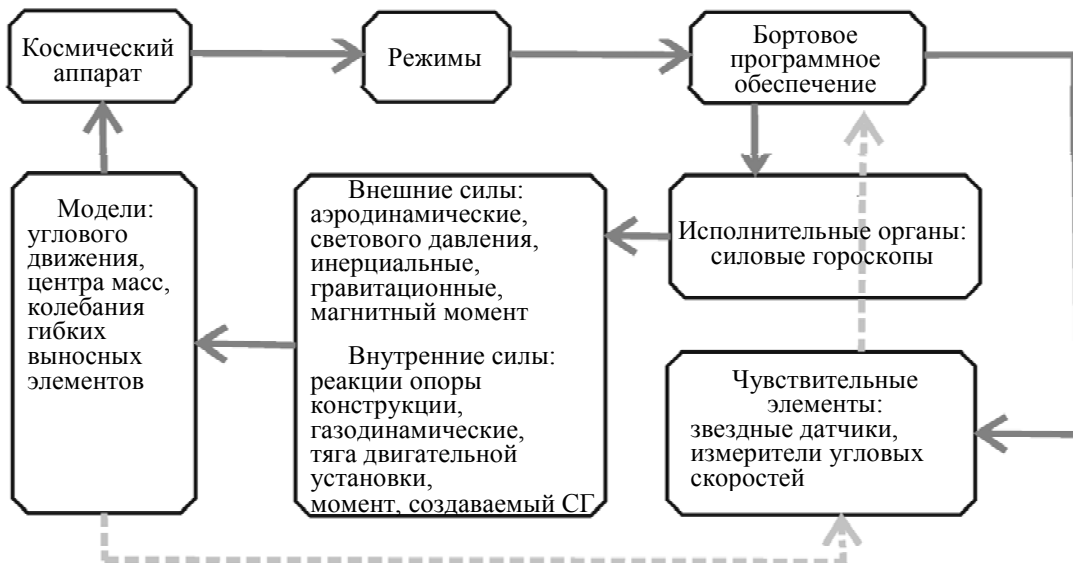 Космический
аппарат
Режимы
Бортовое
программное
обеспечение
Модели:
углового
движения,
центра масс,
колебания
гибких
выносных
элементов
Внешние силы:
аэродинамические,
светового давления,
инерциальные,
гравитационные,
магнитный момент
Внутренние силы:
реакции опоры
конструкции,
газодинамические,
тяга двигательной
установки,
момент, создаваемый СГ
Исполнительные органы:
силовые гороскопы
Чувствительные
элементы:
звездные датчики,
измерители угловых
скоростей